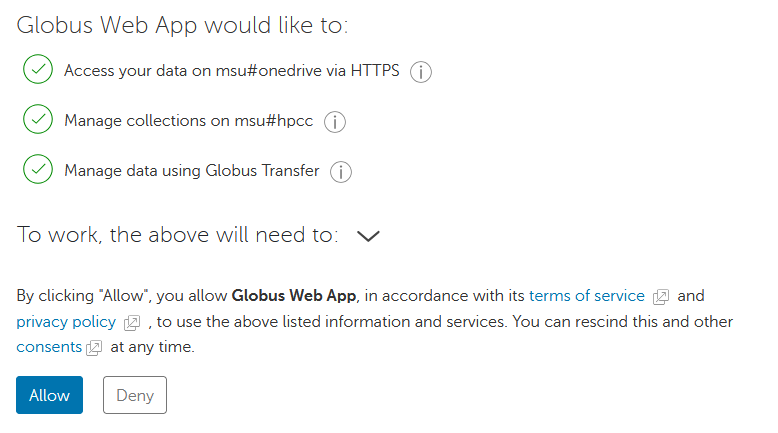 Globus Web App would like to:
Access your data on msu#onedrive via HTTPS
Manage collections on msu#hpcc
Manage data using Globus Transfer
To work, the above will need to:
By clicking "Allow", you allow Globus Web App, in accordance with its terms of service and
privacy policy , to use the above listed information and services. You can rescind this and other
consents at any time.
Allow Deny